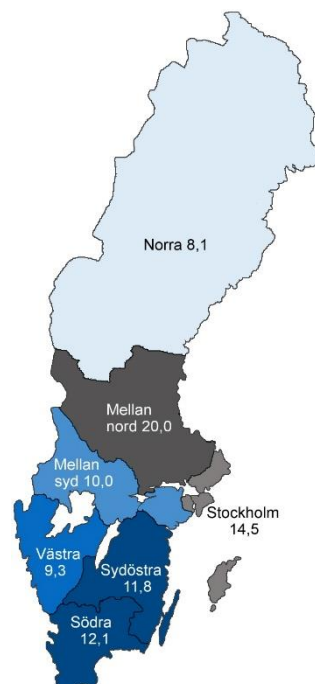 Norra 8,1
Mellan
nord 20,0
Mellan
syd 10,0
Stockholm
14,5
Västra
9,3
Sydöstra
11,8
Södra
12,1